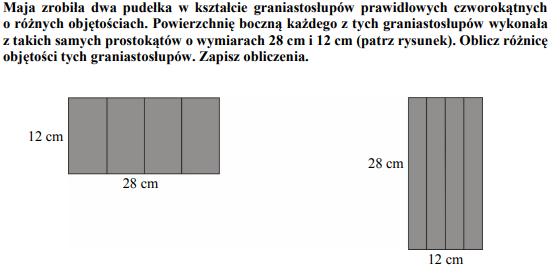 Maja zrobiła dwa pudełka w kształcie graniastosłupów prawidłowych czworokątnych
o różnych objętościach. Powierzchnię boczną każdego z tych graniastosłupów wykonała
z takich samych prostokątów o wymiarach 28 cm i 12 cm (patrz rysunek). Oblicz różnicę
objętości tych graniastosłupów. Zapisz obliczenia.
12 cm
28 cm
28 cm
12 cm